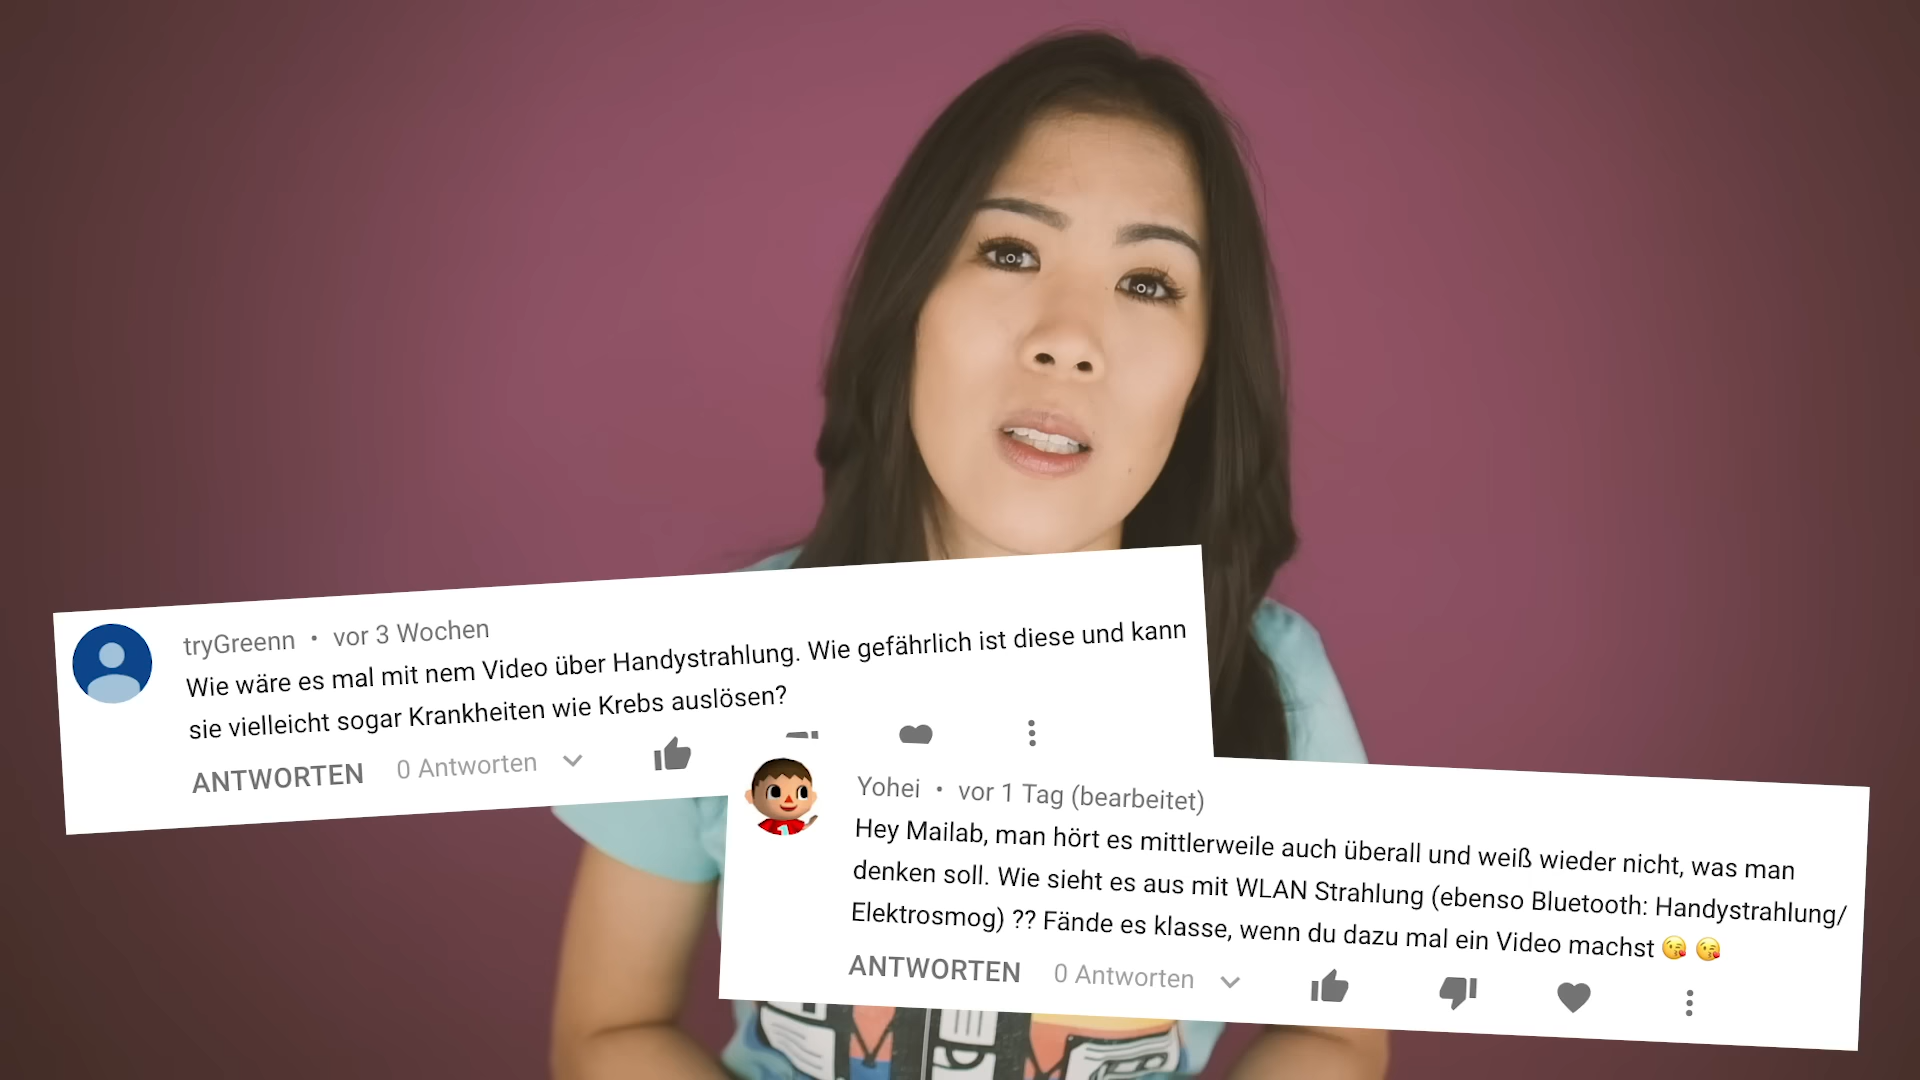 tryGreenn • vor 3 Wochen
Wie wäre es mal mit nem Video über Handystrahlung. Wie gefährlich ist diese und kann
sie vielleicht sogar Krankheiten wie Krebs auslösen?
ANTWORTEN 0 Antworten
Yohei • vor 1 Tag (bearbeitet)
Hey Mailab, man hört es mittlerweile auch überall und weiß wieder nicht, was man
denken soll. Wie sieht es aus mit WLAN Strahlung (ebenso Bluetooth: Handystrahlung/
Elektrosmog) ?? Fände es klasse, wenn du dazu mal ein Video machst 😘 😘
ANTWORTEN 0 Antworten